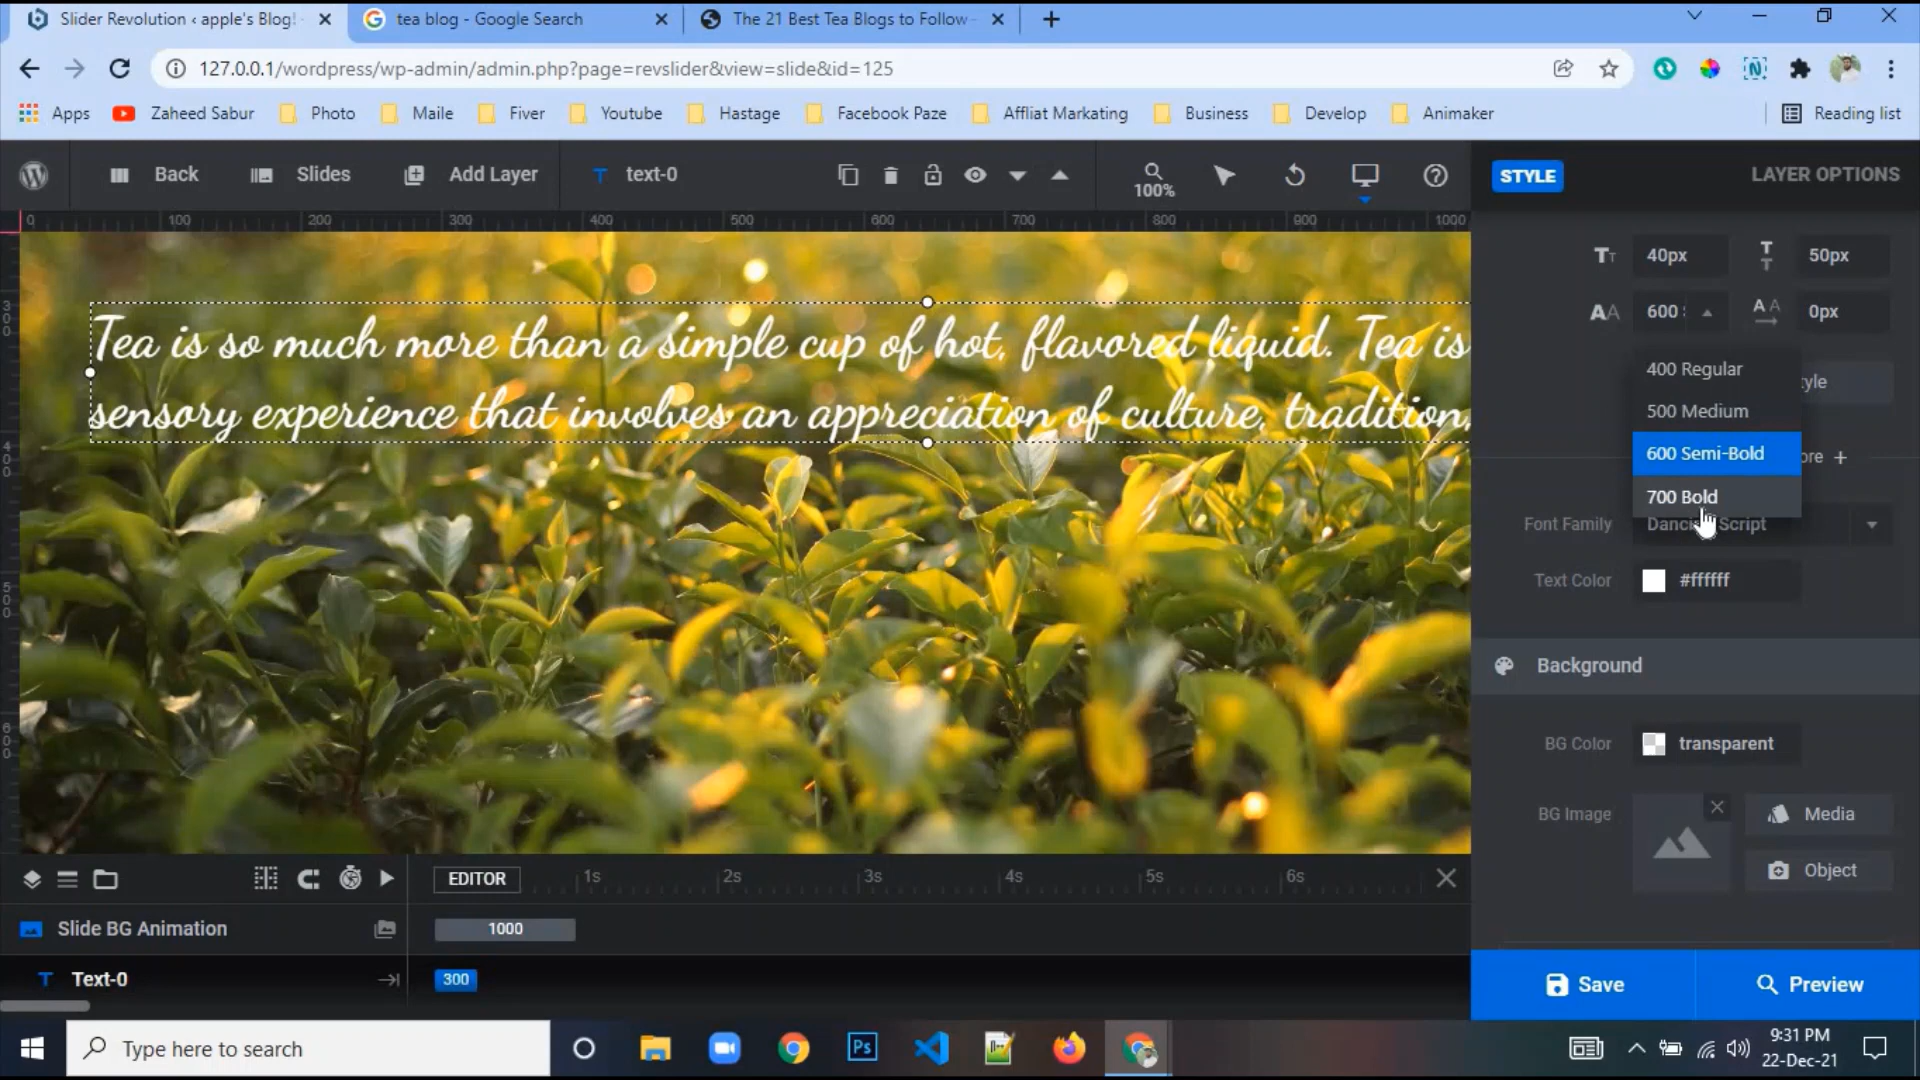 Slider Revolution ‹ apple's Blog!
tea blog - Google Search
The 21 Best Tea Blogs to Follow -
127.0.0.1/wordpress/wp-admin/admin.php?page=revslider&view=slide&id=125
Apps
Zaheed Sabur
Photo
Maile
Fiver
Youtube
Hastage
Facebook Paze
Affliat Marketing
Business
Develop
Animaker
Reading list
Back
Slides
Add Layer
text-0
100%
STYLE
LAYER OPTIONS
0 100 200 300 400 500 600 700 800 900 1000
300
400
500
600
40px
50px
600
0px
400 Regular
500 Medium
600 Semi-Bold
700 Bold
Tea is so much more than a simple cup of hot, flavored liquid. Tea is
sensory experience that involves an appreciation of culture, tradition,
Font Family
Script
Text Color
#ffffff
Background
BG Color
transparent
BG Image
Media
Object
EDITOR
1s 2s 3s 4s 5s 6s
Slide BG Animation
1000
Text-0
300
Save
Preview
Type here to search
Ps
9:31 PM
22-Dec-21